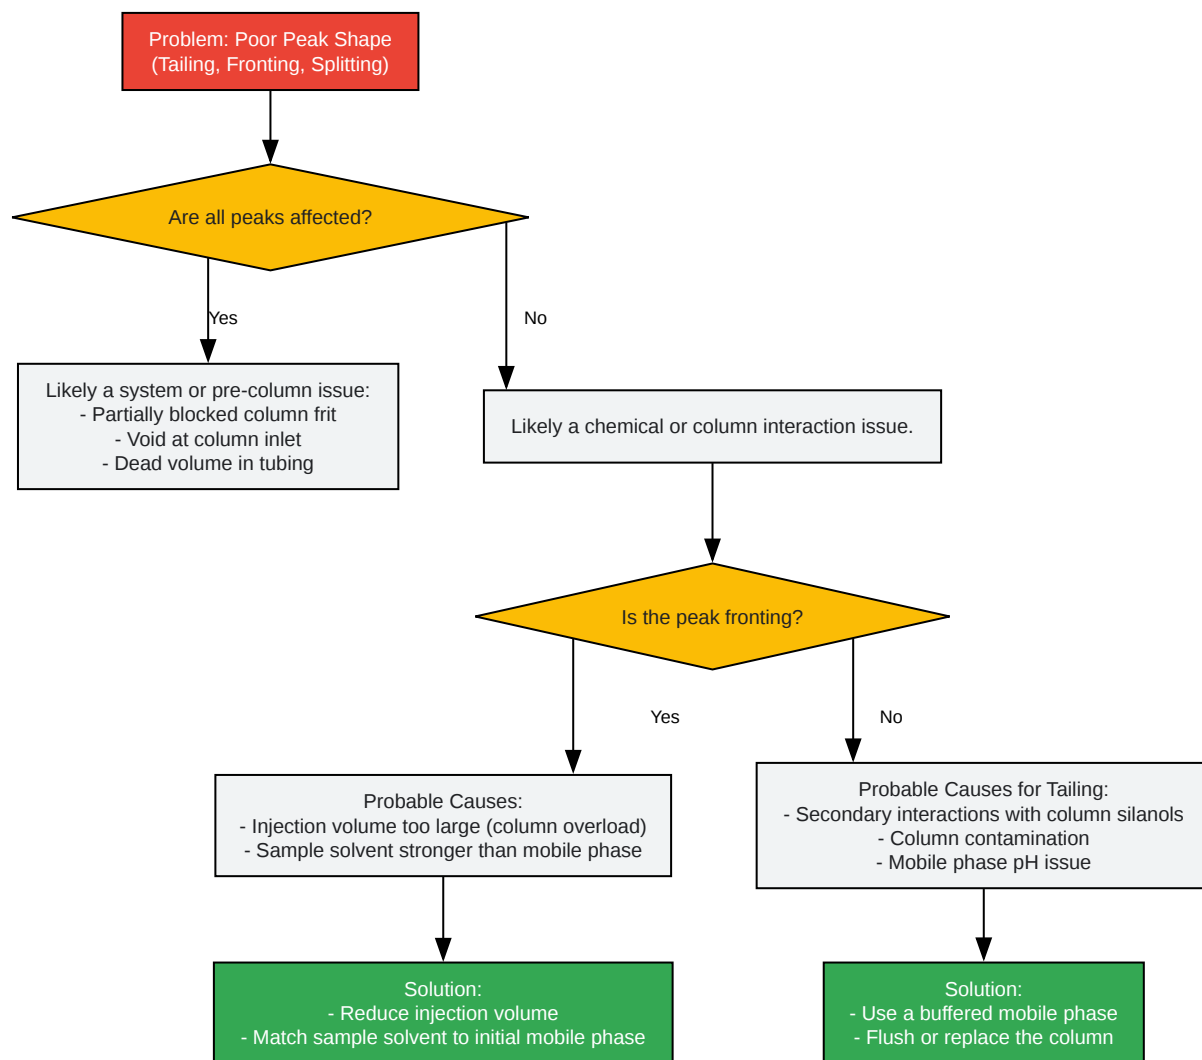 Problem: Poor Peak Shape
(Tailing, Fronting, Splitting)
Are all peaks affected?
Yes
No
Likely a system or pre-column issue:
- Partially blocked column frit
- Void at column inlet
- Dead volume in tubing
Likely a chemical or column interaction issue.
Is the peak fronting?
Yes
No
Probable Causes:
- Injection volume too large (column overload)
- Sample solvent stronger than mobile phase
Probable Causes for Tailing:
- Secondary interactions with column silanols
- Column contamination
- Mobile phase pH issue
Solution:
- Reduce injection volume
- Match sample solvent to initial mobile phase
Solution:
- Use a buffered mobile phase
- Flush or replace the column